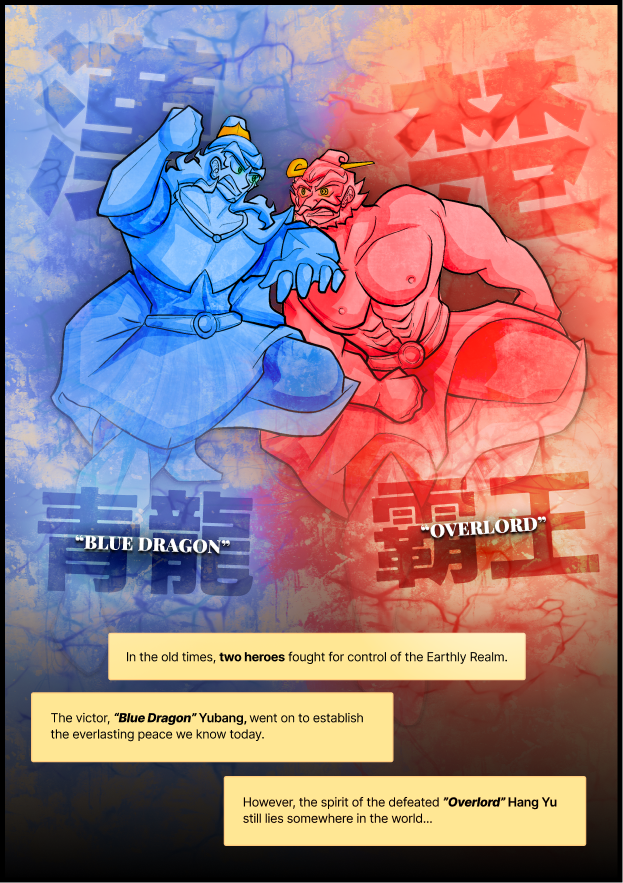 漢
楚
青龍
“BLUE DRAGON”
霸王
“OVERLORD”
In the old times, two heroes fought for control of the Earthly Realm.
The victor, “Blue Dragon” Yubang, went on to establish
the everlasting peace we know today.
However, the spirit of the defeated ”Overlord” Hang Yu
still lies somewhere in the world...